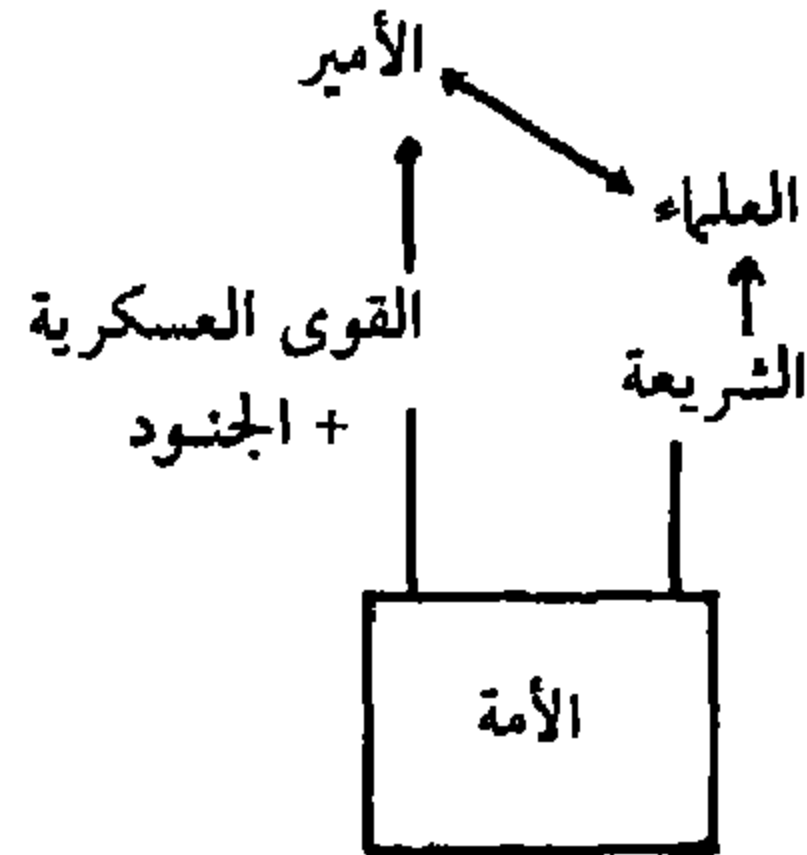 الأمير
العلماء
القوى العسكرية
+ الجنود
الشريعة
الأمة